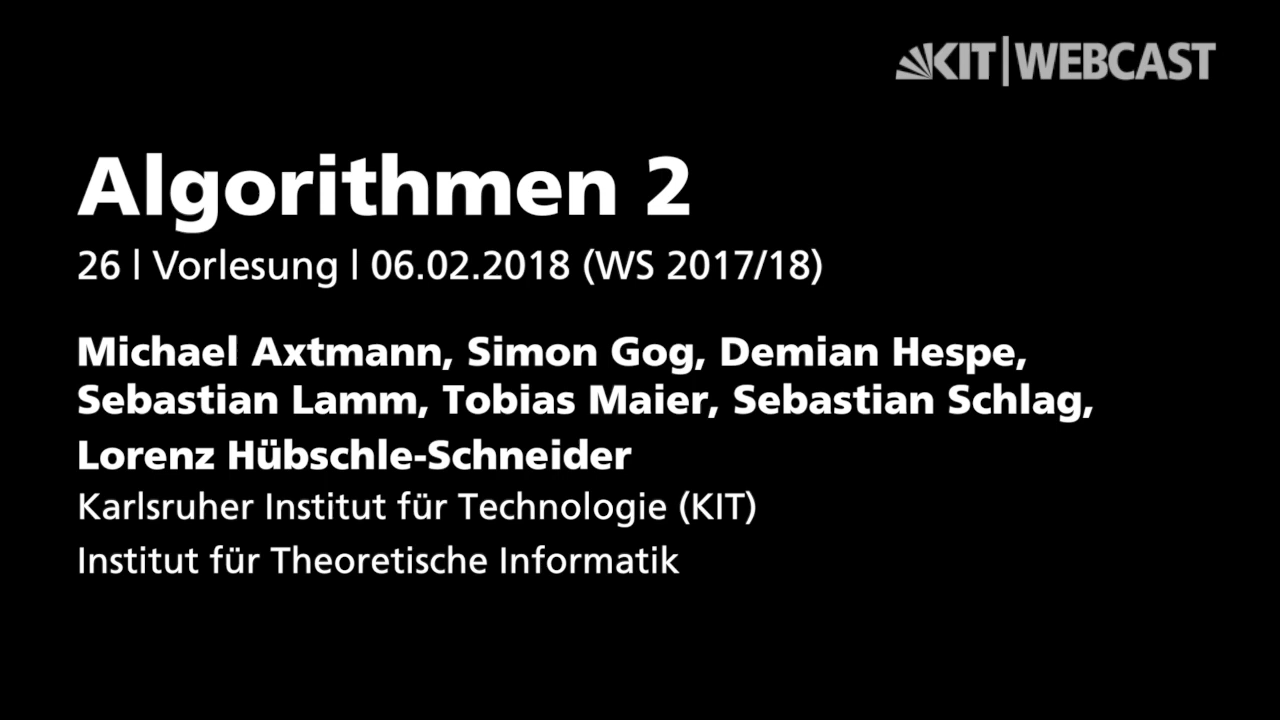 KIT|WEBCAST
Algorithmen 2
26 | Vorlesung | 06.02.2018 (WS 2017/18)
Michael Axtmann, Simon Gog, Demian Hespe,
Sebastian Lamm, Tobias Maier, Sebastian Schlag,
Lorenz Hübschle-Schneider
Karlsruher Institut für Technologie (KIT)
Institut für Theoretische Informatik